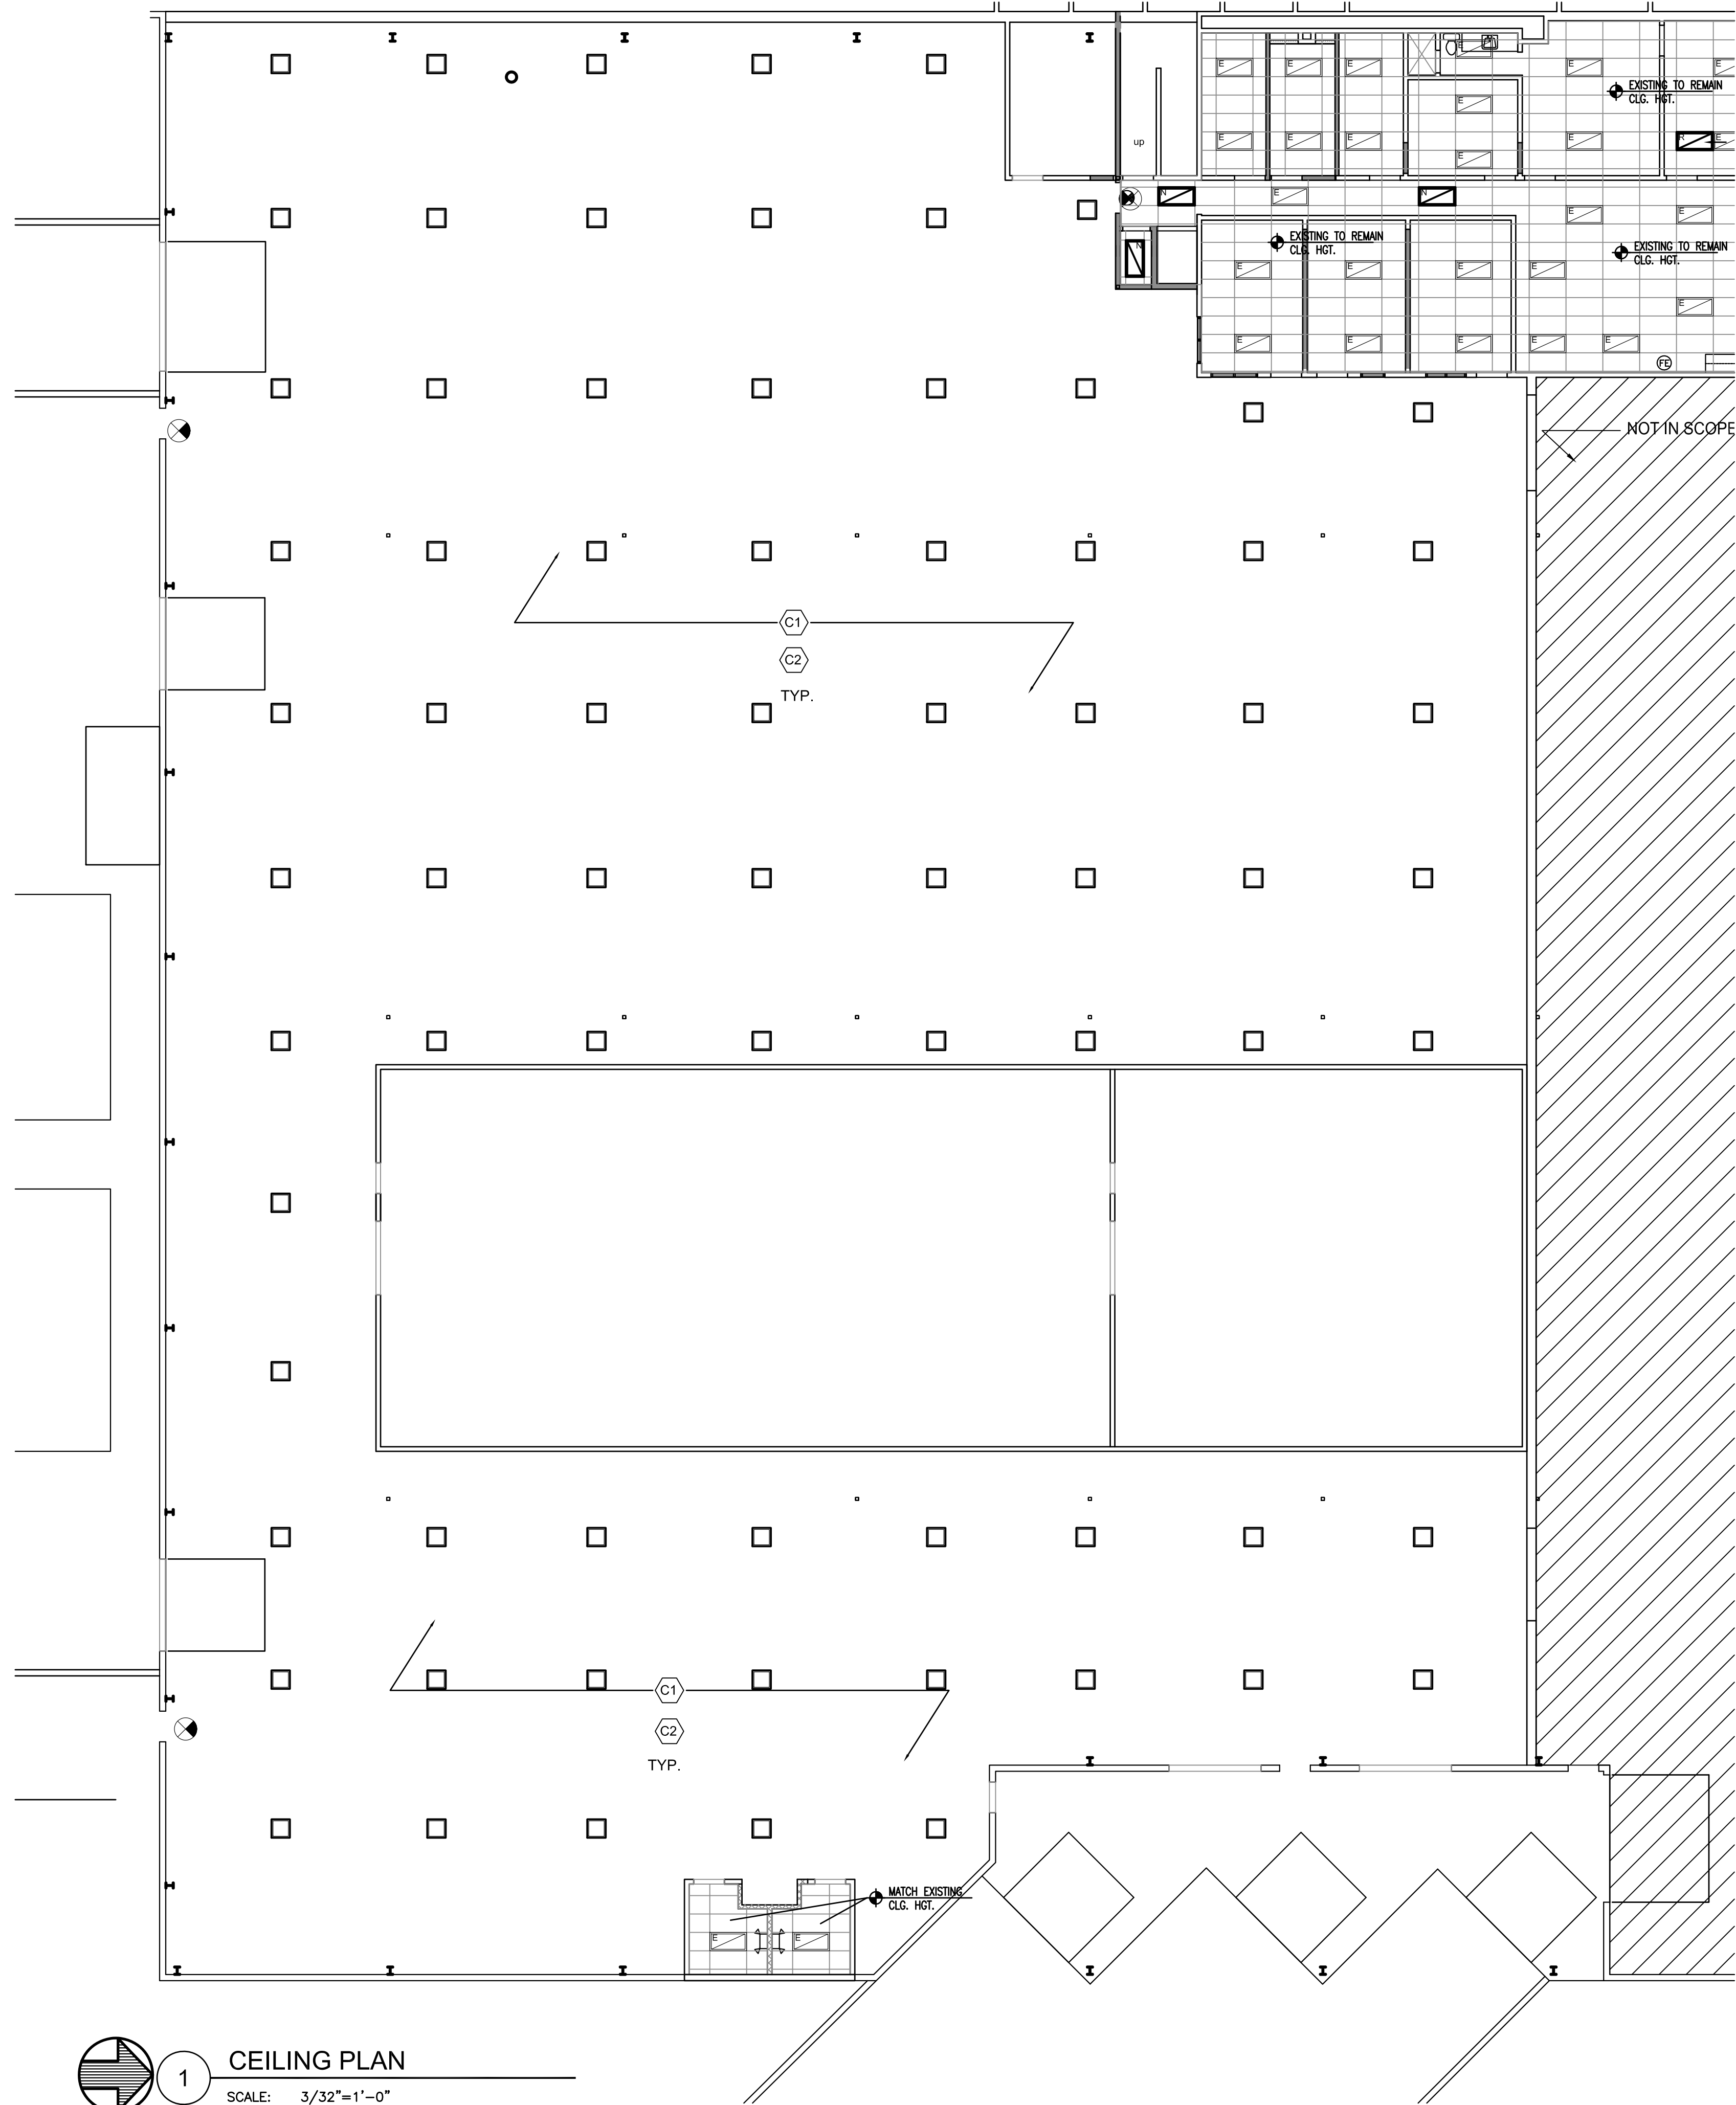 E
E
E
E
E
E
EXISTING TO REMAIN
CLG. HGT.
E
up
E
E
E
E
E
R
E
N
E
N
E
E
EXISTING TO REMAIN
CLG. HGT.
EXISTING TO REMAIN
CLG. HGT.
N
E
E
E
E
E
E
E
E
E
E
FE
NOT IN SCOPE
C1
C2
TYP.
C1
C2
TYP.
MATCH EXISTING
CLG. HGT.
E
E
1
CEILING PLAN
SCALE: 3/32"=1'-0"